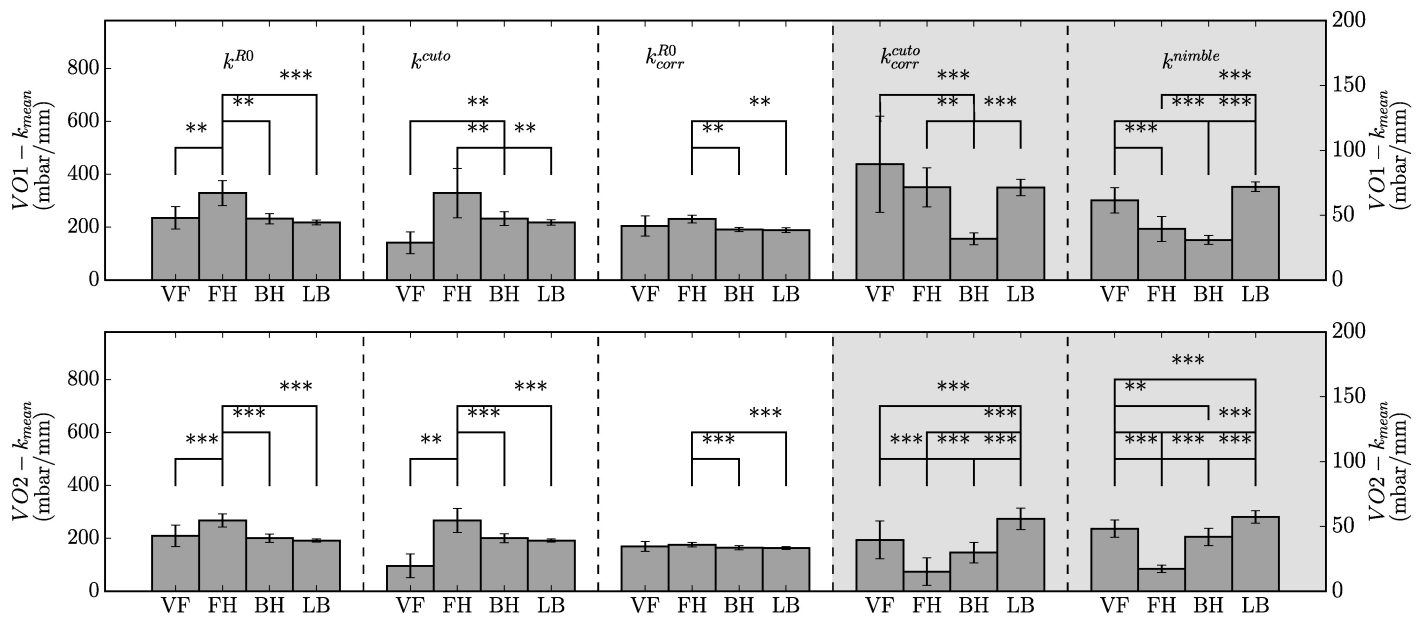 200
800
k^{R0}
k^{cuto}
k_{corr}^{R0}
k_{corr}^{cuto}
k^{nimble}
*** *** ***
150
** ** ** *** *** ***
600
** ** ** ** ** *** ***
100
400
200
50
0
0
VO1 − k_{mean}
(mbar/mm)
VO1 − k_{mean}
(mbar/mm)
VF FH BH LB VF FH BH LB VF FH BH LB VF FH BH LB VF FH BH LB
200
800
***
150
*** *** *** **
600
*** *** *** *** ***
*** ** *** *** *** *** *** *** ***
100
400
200
50
0
0
VO2 − k_{mean}
(mbar/mm)
VO2 − k_{mean}
(mbar/mm)
VF FH BH LB VF FH BH LB VF FH BH LB VF FH BH LB VF FH BH LB